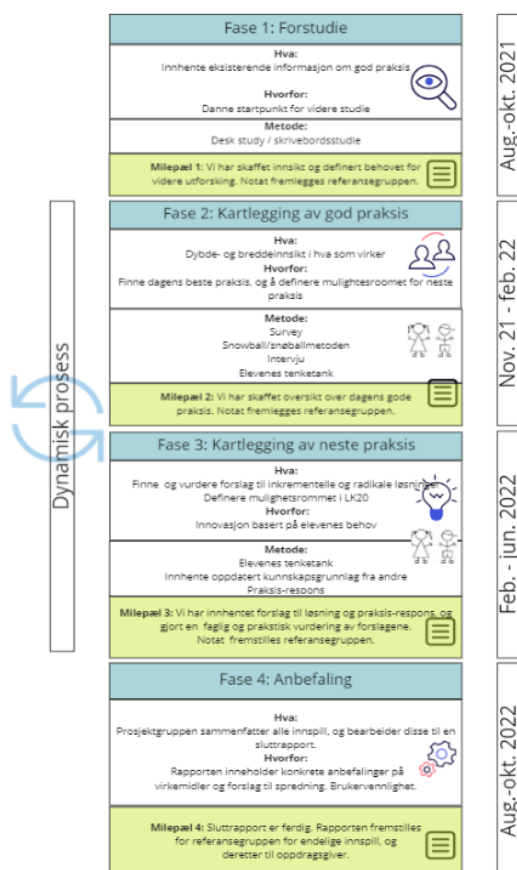 Fase 1: Forstudie
Hva:
Innhente eksisterende informasjon om god praksis
Hvorfor:
Danne startpunkt for videre studie
Metode:
Desk study / skrivebordsstudie
Milepæl 1: Vi har skaffet innsikt og definert behovet for
videre utforsking. Notat fremlegges referansegruppen.
Aug.-okt. 2021
Fase 2: Kartlegging av god praksis
Hva:
Dybde- og breddeinnsikt i hva som virker
Hvorfor:
Finne dagens beste praksis, og å definere mulightesroomet for neste
praksis
Metode:
Survey
Snowball/snøballmetoden
Intervju
Elevenes tenketank
Milepæl 2: Vi har skaffet oversikt over dagens gode
praksis. Notat fremlegges referansegruppen.
Nov. 21 - feb. 22
Dynamisk prosess
Fase 3: Kartlegging av neste praksis
Hva:
Finne og vurdere forslag til inkrementelle og radikale løsninger
Definere mulighetsrommet i LK20
Hvorfor:
Innovasjon basert på elevenes behov
Metode:
Elevenes tenketank
Innhente oppdatert kunnskapsgrunnlag fra andre
Praksis-respons
Milepæl 3: Vi har innhentet forslag til løsning og praksis-respons, og
gjort en faglig og prakstisk vurdering av forslagene.
Notat fremstilles referansegruppen.
Feb. - jun. 2022
Fase 4: Anbefaling
Hva:
Prosjektgruppen sammenfatter alle innspill, og bearbeider disse til en
sluttrapport.
Hvorfor:
Rapporten inneholder konkrete anbefalinger på
virkemidler og forslag til spredning. Brukervennlighet.
Milepæl 4: Sluttrapport er ferdig. Rapporten fremstilles
for referansegruppen for endelige innspill, og
deretter til oppdragsgiver.
Aug.-okt. 2022